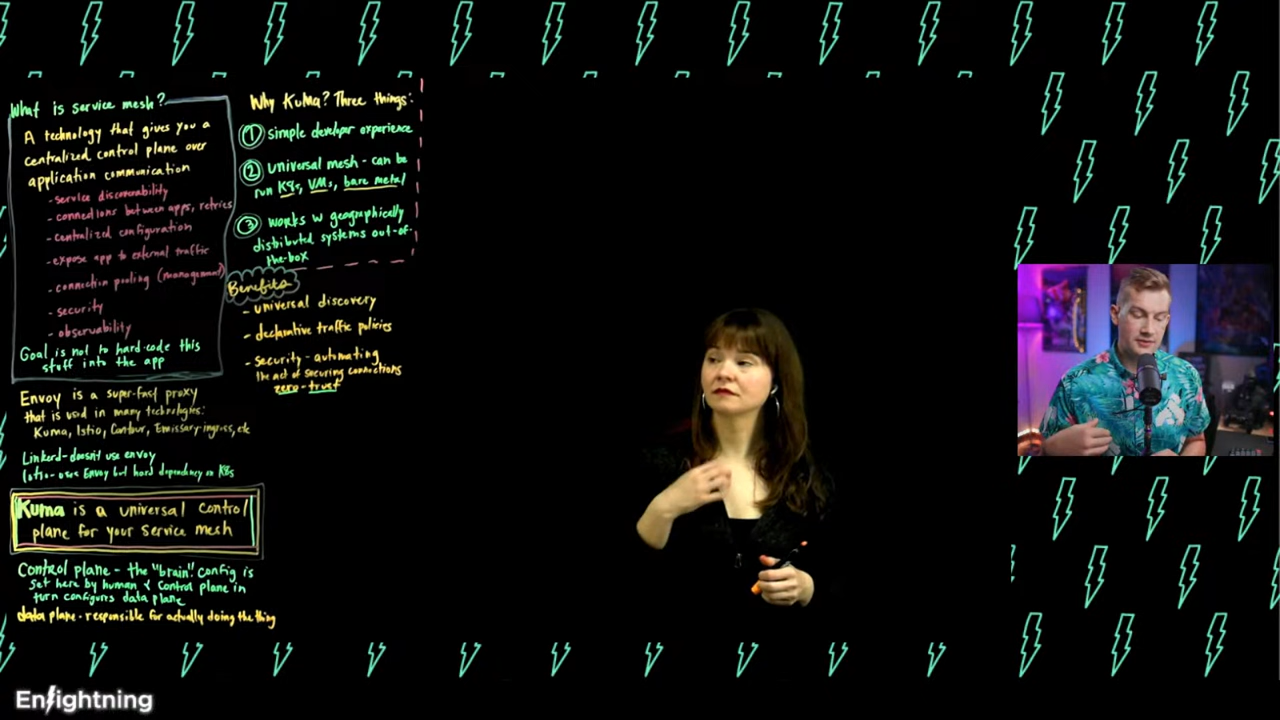 What is service mesh?
A technology that gives you a
centralized control plane over
application communication
- service discoverability
- connections between apps, retries
- centralized configuration
- expose app to external traffic
- connection pooling (management)
- security
- observability
Goal is not to hard-code this
stuff into the app
Envoy is a super-fast proxy
that is used in many technologies:
Kuma, Istio, Contour, Emissary-ingress, etc
Linkerd - doesn't use envoy
Istio - uses Envoy but hard dependency on K8s
Kuma is a universal control
plane for your service mesh
Control plane - the "brain". config is
set here by human & control plane in
turn configures data plane
data plane - responsible for actually doing the thing
Why Kuma? Three things:
① simple developer experience
② universal mesh - can be
run K8s, VMs, bare metal
③ works w geographically
distributed systems out-of-
the-box
Benefits
- universal discovery
- declarative traffic policies
- security - automating
the act of securing connections
zero-trust
Enlightning